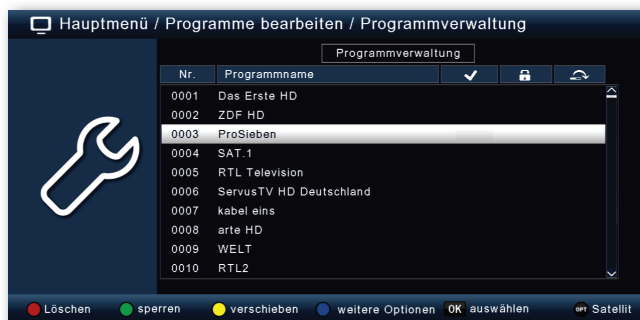 Hauptmenü / Programme bearbeiten / Programmverwaltung
Programmverwaltung
Nr. Programmname
0001 Das Erste HD
0002 ZDF HD
0003 ProSieben
0004 SAT.1
0005 RTL Television
0006 ServusTV HD Deutschland
0007 kabel eins
0008 arte HD
0009 WELT
0010 RTL2
Löschen sperren verschieben weitere Optionen OK auswählen OPT Satellit